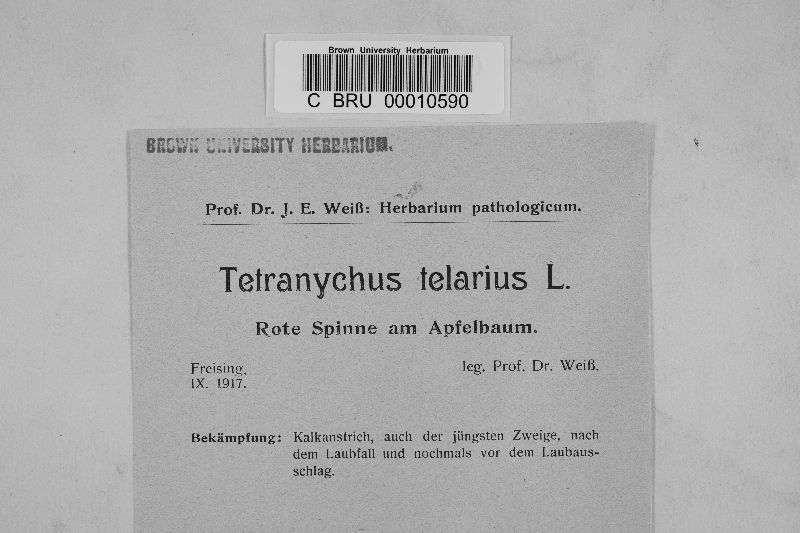 Brown University Herbarium
C BRU 00010590
BROWN UNIVERSITY HERBARIUM.
Prof. Dr. J. E. Weiß: Herbarium pathologicum.
Tetranychus telarius L.
Rote Spinne am Apfelbaum.
Freising, leg. Prof. Dr. Weiß.
IX. 1917.
Bekämpfung: Kalkanstrich, auch der jüngsten Zweige, nach
dem Laubfall und nochmals vor dem Laubaus-
schlag.